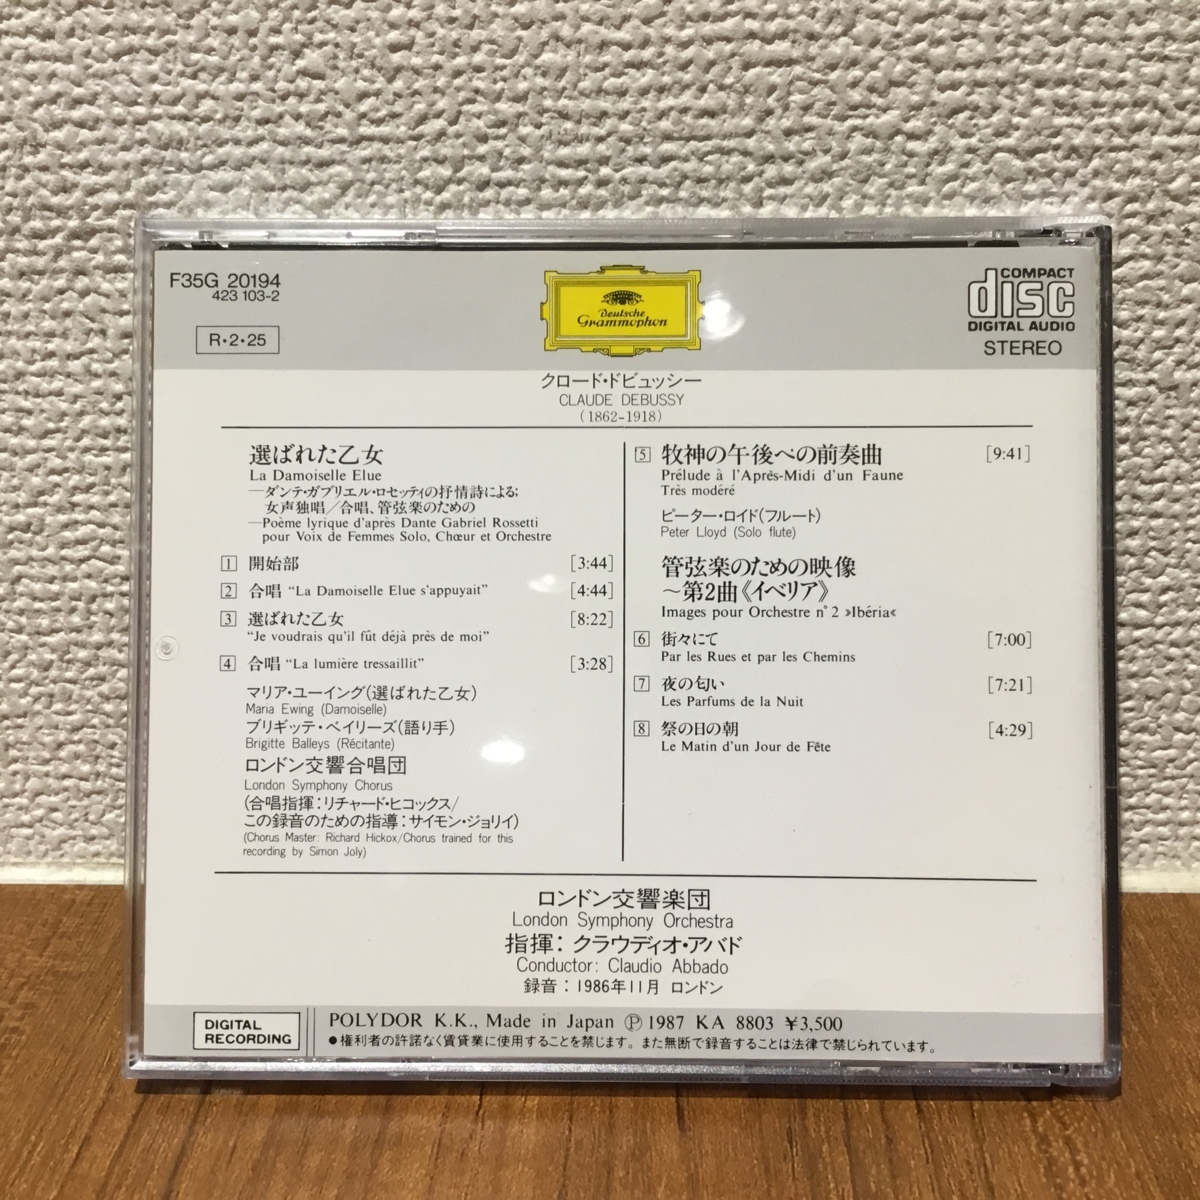 F35G 20194
423 103-2
R・2・25
Deutsche
Grammophon
COMPACT
disc
DIGITAL AUDIO
STEREO
クロード・ドビュッシー
CLAUDE DEBUSSY
(1862-1918)
選ばれた乙女
La Damoiselle Elue
―ダンテ・ガブリエル・ロセッティの抒情詩による;
女声独唱／合唱、管弦楽のための
―Poème lyrique d'après Dante Gabriel Rossetti
pour Voix de Femmes Solo, Chœur et Orchestre
1 開始部 [3:44]
2 合唱 “La Damoiselle Elue s'appuyait” [4:44]
3 選ばれた乙女 [8:22]
“Je voudrais qu'il fût déjà près de moi”
4 合唱 “La lumière tressaillit” [3:28]
マリア・ユーイング(選ばれた乙女)
Maria Ewing (Damoiselle)
ブリギッテ・ベイリーズ(語り手)
Brigitte Balleys (Récitante)
ロンドン交響合唱団
London Symphony Chorus
(合唱指揮：リチャード・ヒコックス/
この録音のための指導：サイモン・ジョリイ)
(Chorus Master: Richard Hickox/Chorus trained for this
recording by Simon Joly)
5 牧神の午後への前奏曲 [9:41]
Prélude à l'Après-Midi d'un Faune
Très modéré
ピーター・ロイド(フルート)
Peter Lloyd (Solo flute)
管弦楽のための映像
～第2曲《イベリア》
Images pour Orchestre n° 2 »Ibéria«
6 街々にて [7:00]
Par les Rues et par les Chemins
7 夜の匂い [7:21]
Les Parfums de la Nuit
8 祭の日の朝 [4:29]
Le Matin d'un Jour de Fête
ロンドン交響楽団
London Symphony Orchestra
指揮：クラウディオ・アバド
Conductor: Claudio Abbado
録音：1986年11月 ロンドン
DIGITAL
RECORDING
POLYDOR K.K., Made in Japan ℗ 1987 KA 8803 ¥3,500
●権利者の許諾なく賃貸業に使用することを禁じます。また無断で録音することは法律で禁じられています。